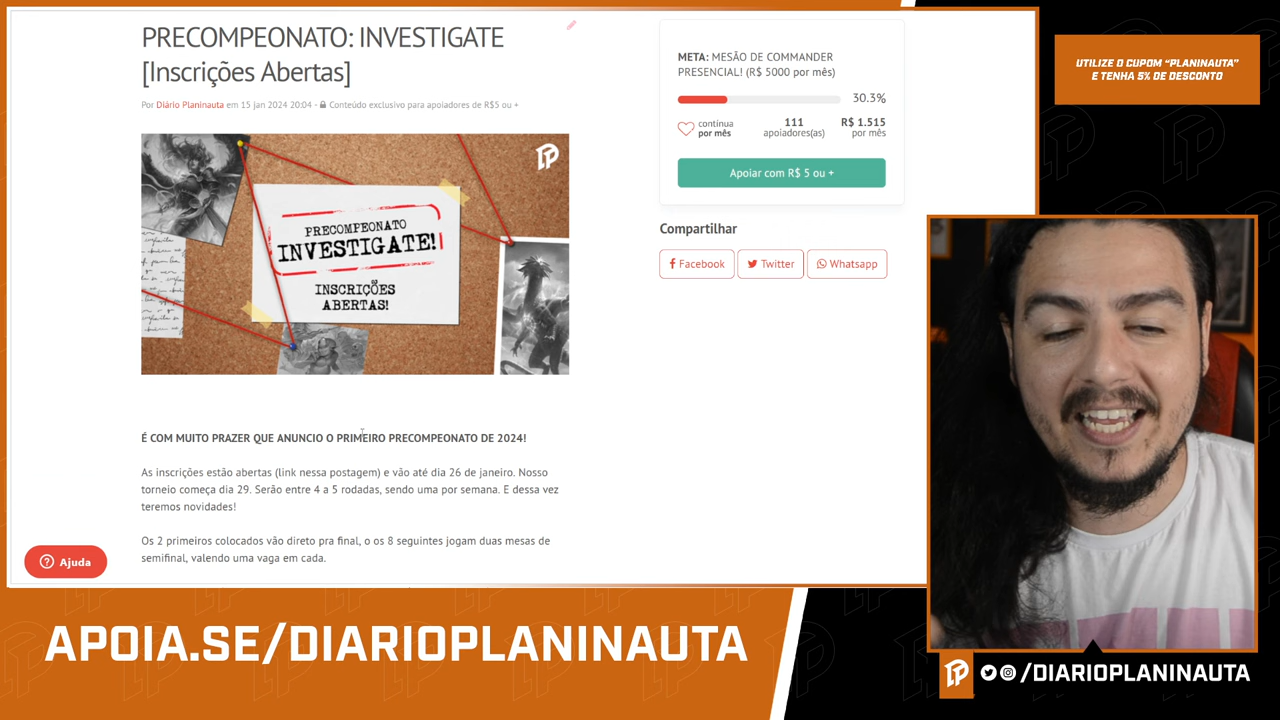 PRECOMPEONATO: INVESTIGATE
[Inscrições Abertas]
Por Diário Planinauta em 15 jan 2024 20:04 - Conteúdo exclusivo para apoiadores de R$5 ou +
PRECOMPEONATO
INVESTIGATE!
INSCRIÇÕES
ABERTAS!
É COM MUITO PRAZER QUE ANUNCIO O PRIMEIRO PRECOMPEONATO DE 2024!
As inscrições estão abertas (link nessa postagem) e vão até dia 26 de janeiro. Nosso
torneio começa dia 29. Serão entre 4 a 5 rodadas, sendo uma por semana. E dessa vez
teremos novidades!
Os 2 primeiros colocados vão direto pra final, o os 8 seguintes jogam duas mesas de
semifinal, valendo uma vaga em cada.
Ajuda
META: MESÃO DE COMMANDER
PRESENCIAL! (R$ 5000 por mês)
30.3%
continua
por mês
111
apoiadores(as)
R$ 1.515
por mês
Apoiar com R$ 5 ou +
Compartilhar
Facebook
Twitter
Whatsapp
UTILIZE O CUPOM “PLANINAUTA”
E TENHA 5% DE DESCONTO
APOIA.SE/DIARIOPLANINAUTA
/DIARIOPLANINAUTA